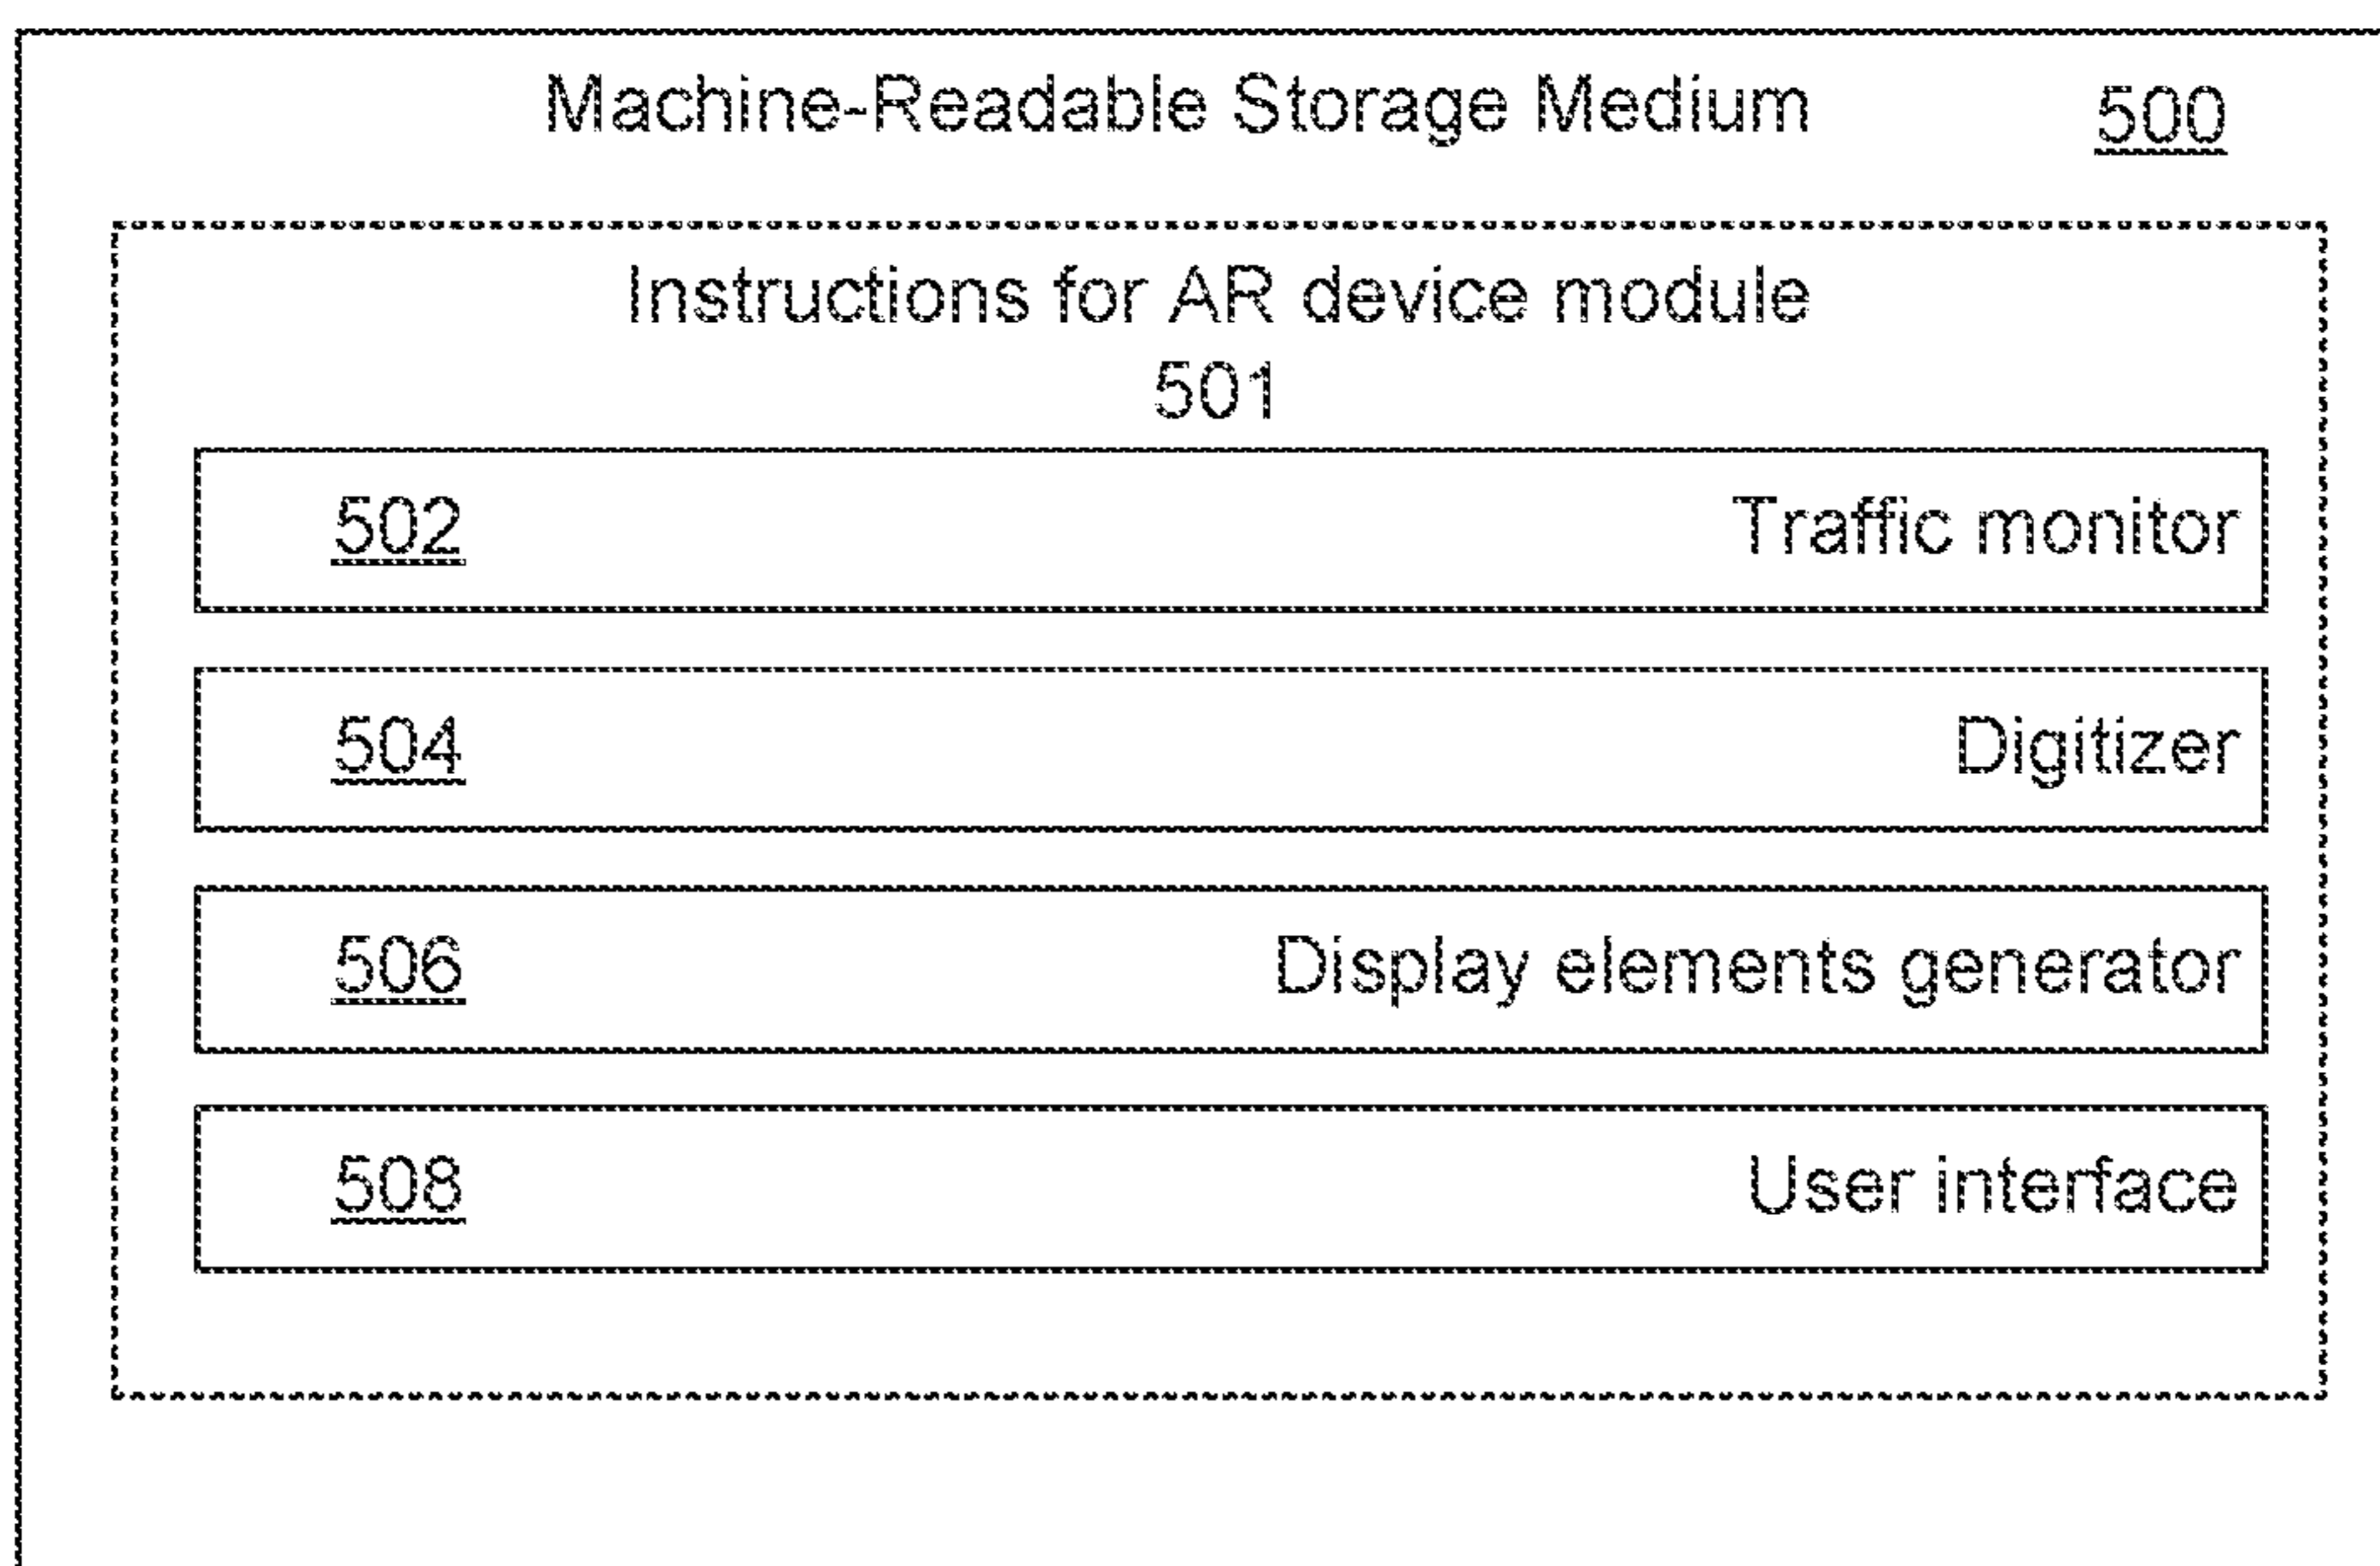 Machine-Readable Storage Medium 500
Instructions for AR device module
501
502 Traffic monitor
504 Digitizer
506 Display elements generator
508 User interface